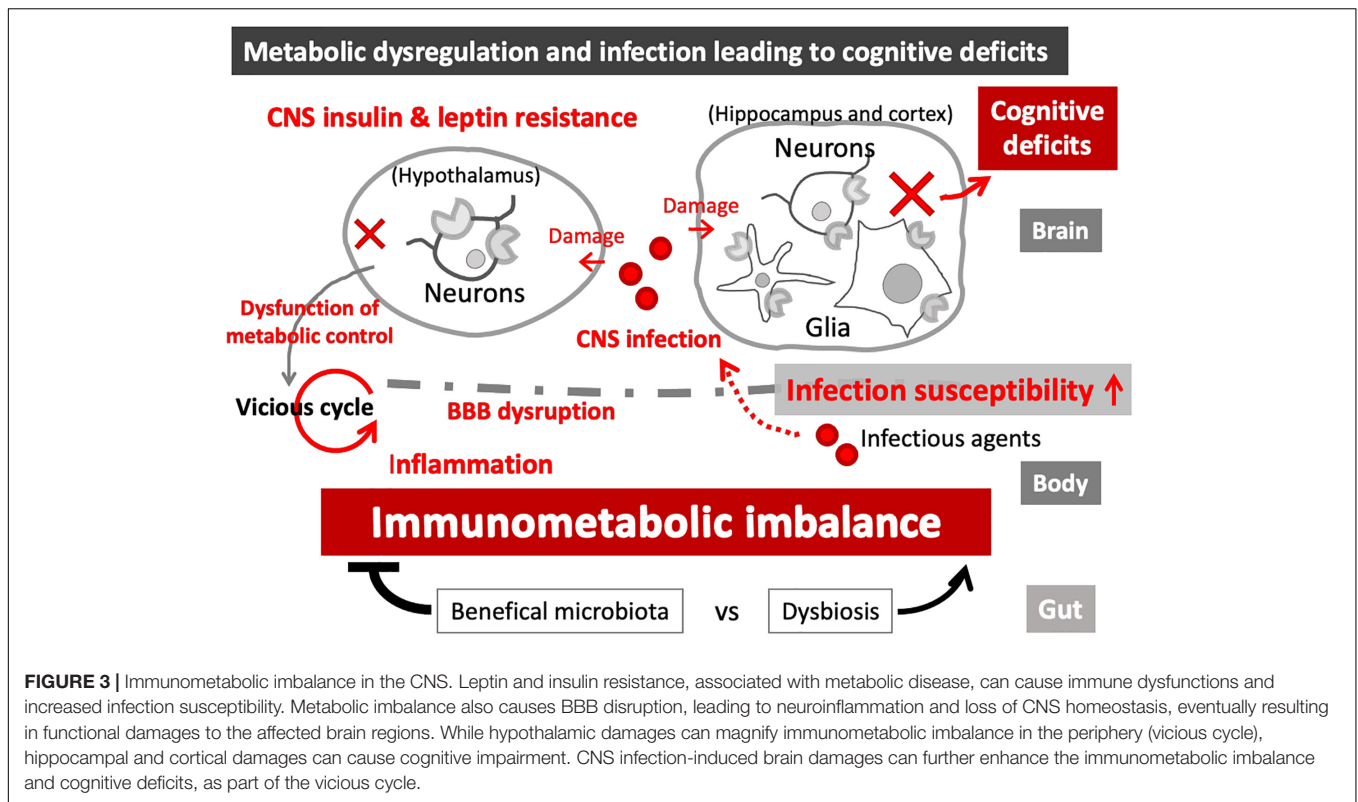 Metabolic dysregulation and infection leading to cognitive deficits
CNS insulin & leptin resistance
(Hippocampus and cortex)
Cognitive
deficits
Neurons
(Hypothalamus)
Damage
Damage
Brain
Neurons
Dysfunction of
metabolic control
Glia
CNS infection
Infection susceptibility ↑
Vicious cycle
BBB dysruption
Infectious agents
Inflammation
Body
Immunometabolic imbalance
Benefical microbiota
vs
Dysbiosis
Gut
FIGURE 3 | Immunometabolic imbalance in the CNS. Leptin and insulin resistance, associated with metabolic disease, can cause immune dysfunctions and
increased infection susceptibility. Metabolic imbalance also causes BBB disruption, leading to neuroinflammation and loss of CNS homeostasis, eventually resulting
in functional damages to the affected brain regions. While hypothalamic damages can magnify immunometabolic imbalance in the periphery (vicious cycle),
hippocampal and cortical damages can cause cognitive impairment. CNS infection-induced brain damages can further enhance the immunometabolic imbalance
and cognitive deficits, as part of the vicious cycle.